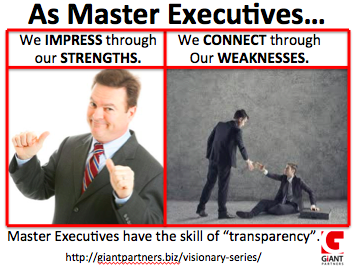 As Master Executives...
We IMPRESS through
our STRENGTHS.
We CONNECT through
Our WEAKNESSES.
Master Executives have the skill of “transparency”.
GiANT
PARTNERS
http://giantpartners.biz/visionary-series/